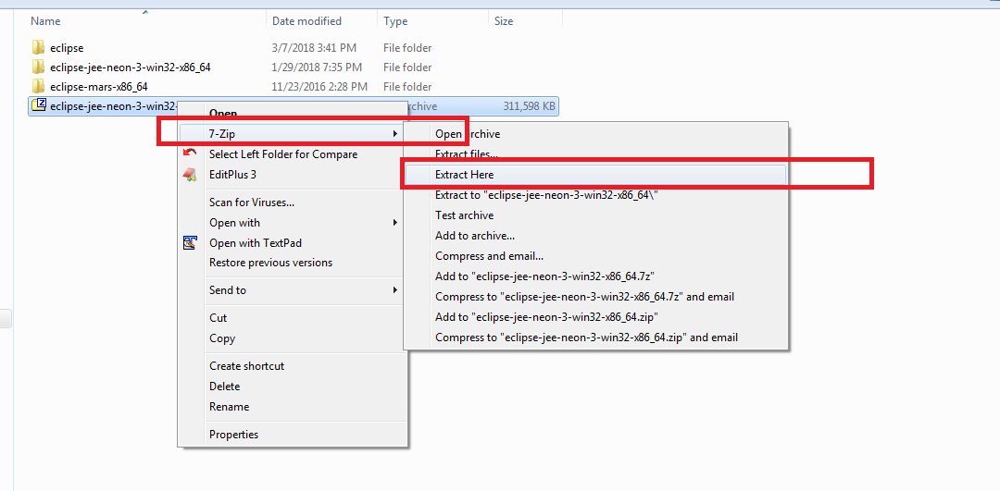 Name Date modified Type Size
eclipse 3/7/2018 3:41 PM File folder
eclipse-jee-neon-3-win32-x86_64 1/29/2018 7:35 PM File folder
eclipse-mars-x86_64 11/23/2016 2:28 PM File folder
eclipse-jee-neon-3-win32- 311,598 KB
Open
7-Zip
Select Left Folder for Compare
EditPlus 3
Scan for Viruses...
Open with
Open with TextPad
Restore previous versions
Send to
Cut
Copy
Create shortcut
Delete
Rename
Properties
Open archive
Extract files...
Extract Here
Extract to "eclipse-jee-neon-3-win32-x86_64\"
Test archive
Add to archive...
Compress and email...
Add to "eclipse-jee-neon-3-win32-x86_64.7z"
Compress to "eclipse-jee-neon-3-win32-x86_64.7z" and email
Add to "eclipse-jee-neon-3-win32-x86_64.zip"
Compress to "eclipse-jee-neon-3-win32-x86_64.zip" and email